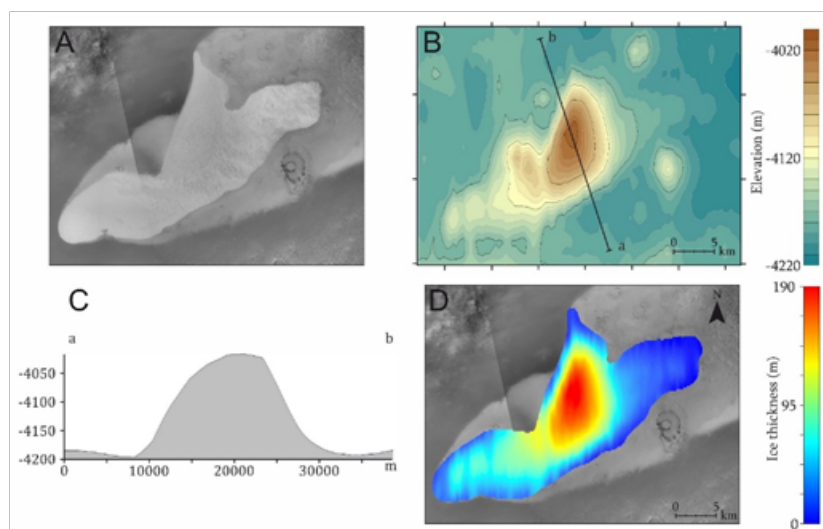 A
B
b
a
0 5
km
-4020
-4120
-4220
Elevation (m)
C
a
b
-4050
-4100
-4150
-4200
0
10000
20000
30000
m
D
N
0 5
km
190
95
0
Ice thickness (m)